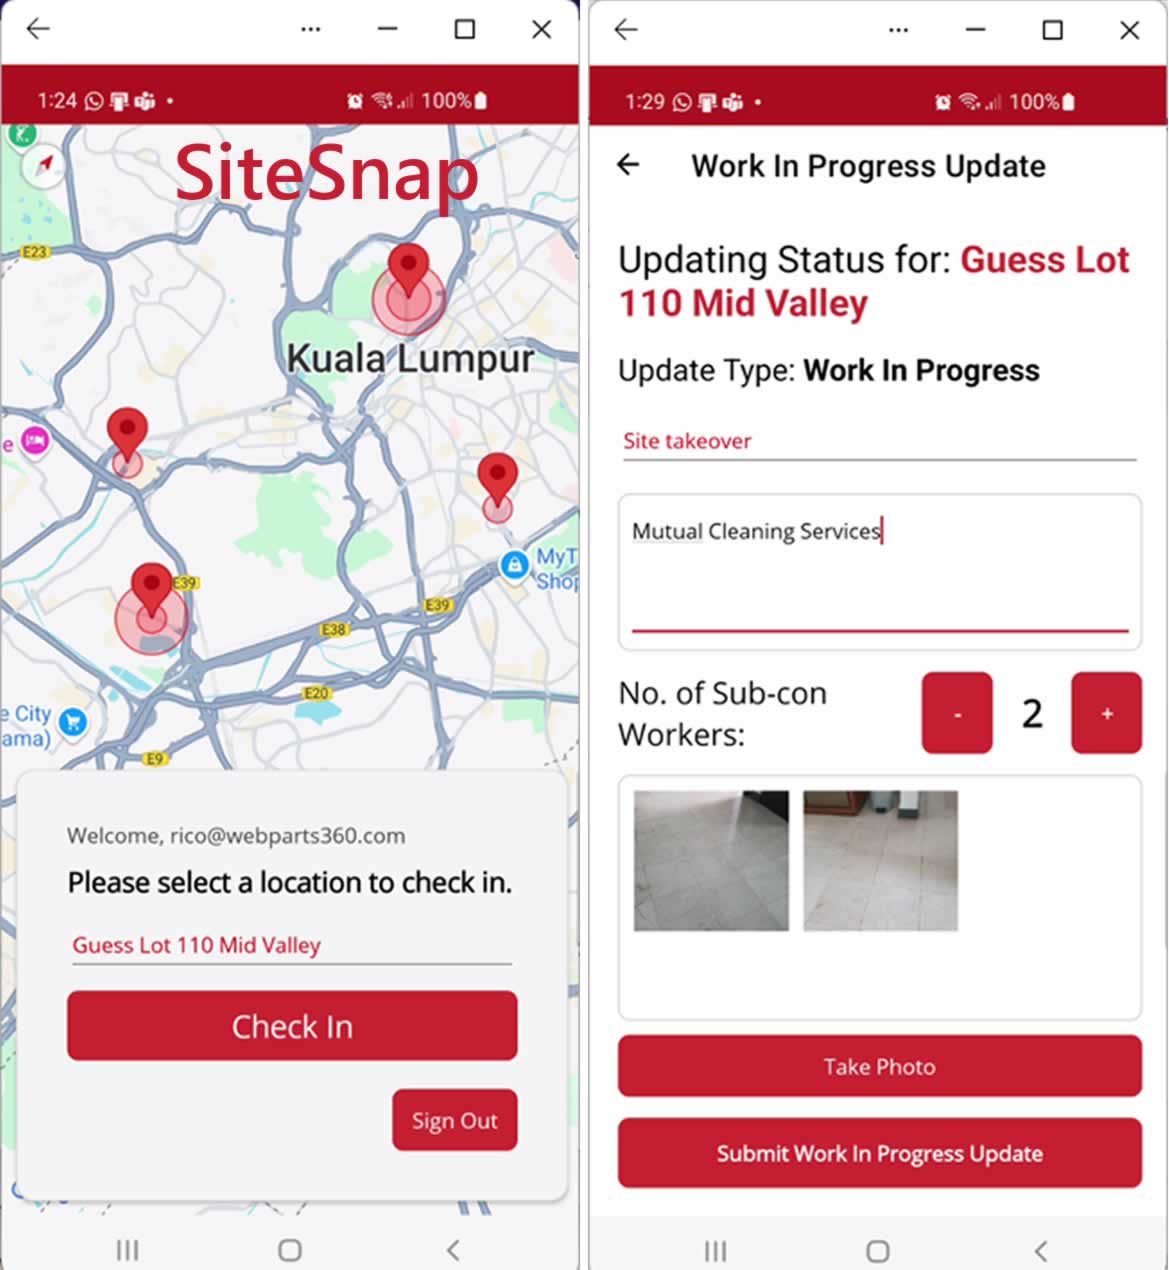 1:24
100%
SiteSnap
E23
Kuala Lumpur
e
E39
MyT
Shop
E39
E38
E20
e City
ama)
E9
Welcome, rico@webparts360.com
Please select a location to check in.
Guess Lot 110 Mid Valley
Check In
Sign Out
1:29
100%
Work In Progress Update
Updating Status for: Guess Lot
110 Mid Valley
Update Type: Work In Progress
Site takeover
Mutual Cleaning Services
No. of Sub-con
Workers:
- 2 +
Take Photo
Submit Work In Progress Update